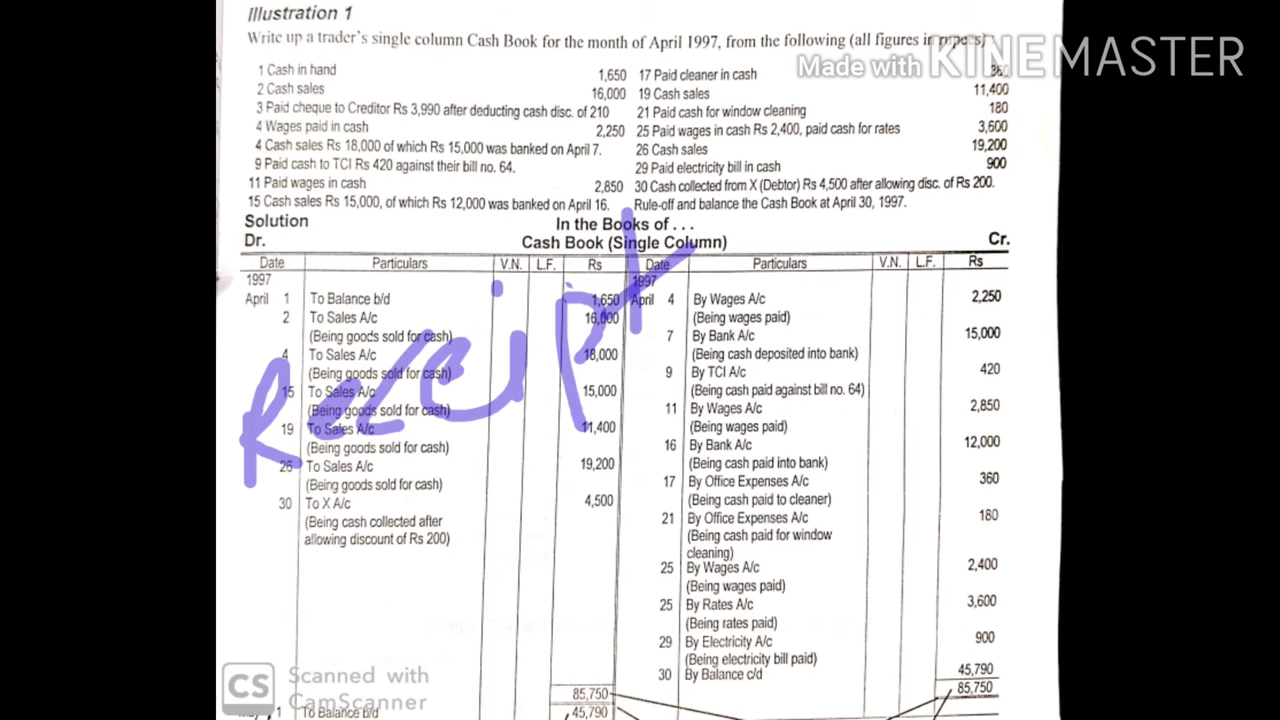 Illustration 1
Write up a trader's single column Cash Book for the month of April 1997, from the following (all figures in rupees)
Made with KINEMASTER
1 Cash in hand 1,650 17 Paid cleaner in cash 360
2 Cash sales 16,000 19 Cash sales 11,400
3 Paid cheque to Creditor Rs 3,990 after deducting cash disc. of 210 21 Paid cash for window cleaning 180
4 Wages paid in cash 2,250 25 Paid wages in cash Rs 2,400, paid cash for rates 3,600
4 Cash sales Rs 18,000 of which Rs 15,000 was banked on April 7. 26 Cash sales 19,200
9 Paid cash to TCI Rs 420 against their bill no. 64. 29 Paid electricity bill in cash 900
11 Paid wages in cash 2,850 30 Cash collected from X (Debtor) Rs 4,500 after allowing disc. of Rs 200.
15 Cash sales Rs 15,000, of which Rs 12,000 was banked on April 16. Rule-off and balance the Cash Book at April 30, 1997.
Solution In the Books of . . .
Dr. Cash Book (Single Column) Cr.
Date Particulars V.N. L.F. Rs Date Particulars V.N. L.F. Rs
1997 1997
April 1 To Balance b/d 1,650 April 4 By Wages A/c 2,250
2 To Sales A/c 16,000 (Being wages paid)
(Being goods sold for cash) 7 By Bank A/c 15,000
4 To Sales A/c 18,000 (Being cash deposited into bank)
(Being goods sold for cash) 9 By TCI A/c 420
15 To Sales A/c 15,000 (Being cash paid against bill no. 64)
(Being goods sold for cash) 11 By Wages A/c 2,850
19 To Sales A/c 11,400 (Being wages paid)
(Being goods sold for cash) 16 By Bank A/c 12,000
26 To Sales A/c 19,200 (Being cash paid into bank)
(Being goods sold for cash) 17 By Office Expenses A/c 360
30 To X A/c 4,500 (Being cash paid to cleaner)
(Being cash collected after 21 By Office Expenses A/c 180
allowing discount of Rs 200) (Being cash paid for window
cleaning)
25 By Wages A/c 2,400
(Being wages paid)
25 By Rates A/c 3,600
(Being rates paid)
29 By Electricity A/c 900
(Being electricity bill paid)
30 By Balance c/d 45,790
85,750 85,750
1 To Balance b/d 45,790
Receipt
CS Scanned with
CamScanner